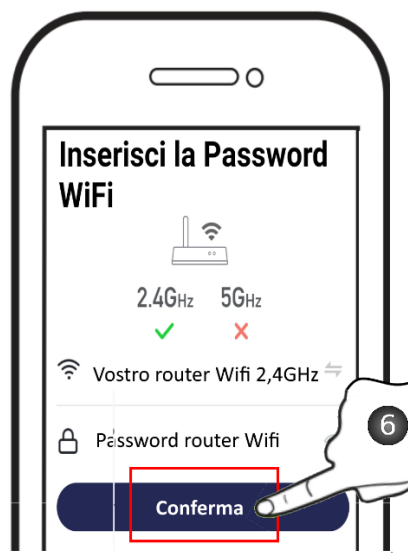 Inserisci la Password
WiFi
2.4GHz 5GHz
Vostro router Wifi 2,4GHz
Password router Wifi
6
Conferma